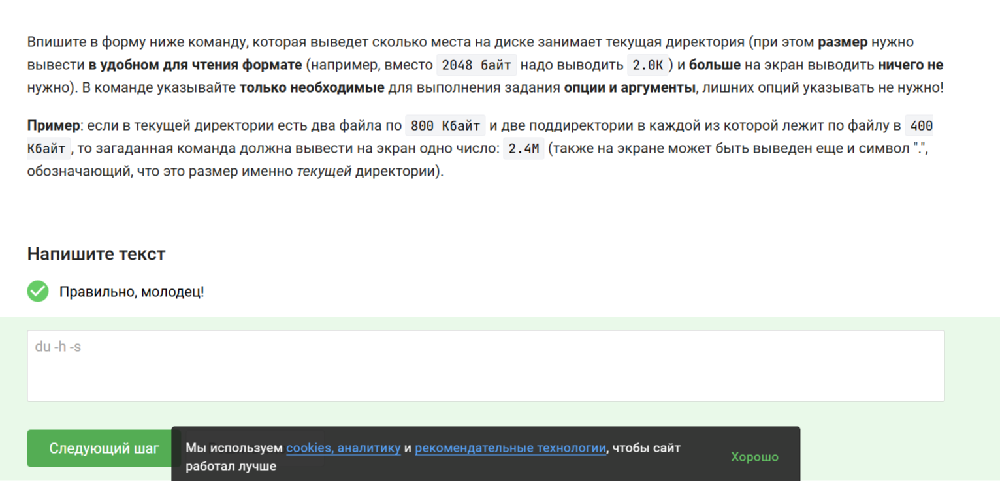 Впишите в форму ниже команду, которая выведет сколько места на диске занимает текущая директория (при этом размер нужно
вывести в удобном для чтения формате (например, вместо 2048 байт надо выводить 2.0K) и больше на экран выводить ничего не
нужно). В команде указывайте только необходимые для выполнения задания опции и аргументы, лишних опций указывать не нужно!
Пример: если в текущей директории есть два файла по 800 Кбайт и две поддиректории в каждой из которой лежит по файлу в 400
Кбайт, то загаданная команда должна вывести на экран одно число: 2.4M (также на экране может быть выведен еще и символ ".",
обозначающий, что это размер именно текущей директории).
Напишите текст
Правильно, молодец!
du -h -s
Следующий шаг
Мы используем cookies, аналитику и рекомендательные технологии, чтобы сайт
работал лучше
Хорошо